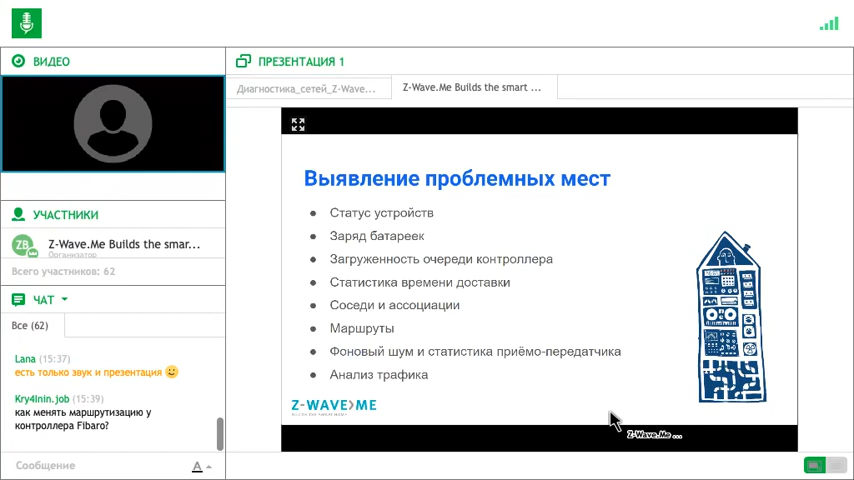 ВИДЕО
ПРЕЗЕНТАЦИЯ 1
Диагностика_сетей_Z-Wave...
Z-Wave.Me Builds the smart ...
Выявление проблемных мест
Статус устройств
Заряд батареек
Загруженность очереди контроллера
Статистика времени доставки
Соседи и ассоциации
Маршруты
Фоновый шум и статистика приёмо-передатчика
Анализ трафика
Z-WAVE>ME
Z-Wave.Me ...
УЧАСТНИКИ
ZB
Z-Wave.Me Builds the smar...
Организатор
Всего участников: 62
ЧАТ
Все (62)
Lana (15:37)
есть только звук и презентация
Kry4inin.job (15:39)
как менять маршрутизацию у
контроллера Fibaro?
Сообщение
A